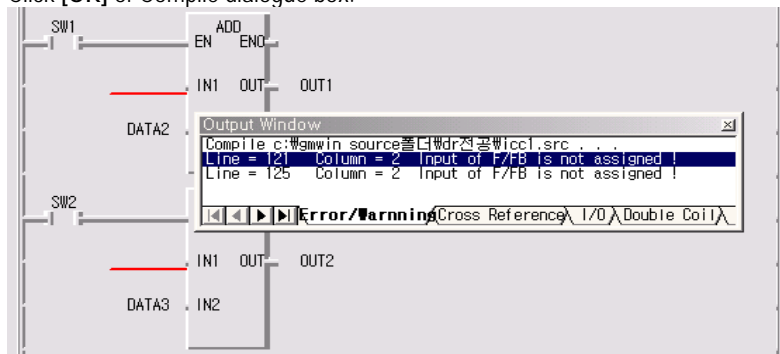 Click [OK] of Compile dialogue box.
SW1
ADD
EN ENO
IN1 OUT OUT1
DATA2
Output Window
Compile c:₩gmwin source폴더₩dr전공₩icc1.src . . .
Line = 121 Column = 2 Input of F/FB is not assigned !
Line = 125 Column = 2 Input of F/FB is not assigned !
Error/Warnning Cross Reference I/O Double Coil
SW2
IN1 OUT OUT2
DATA3 IN2